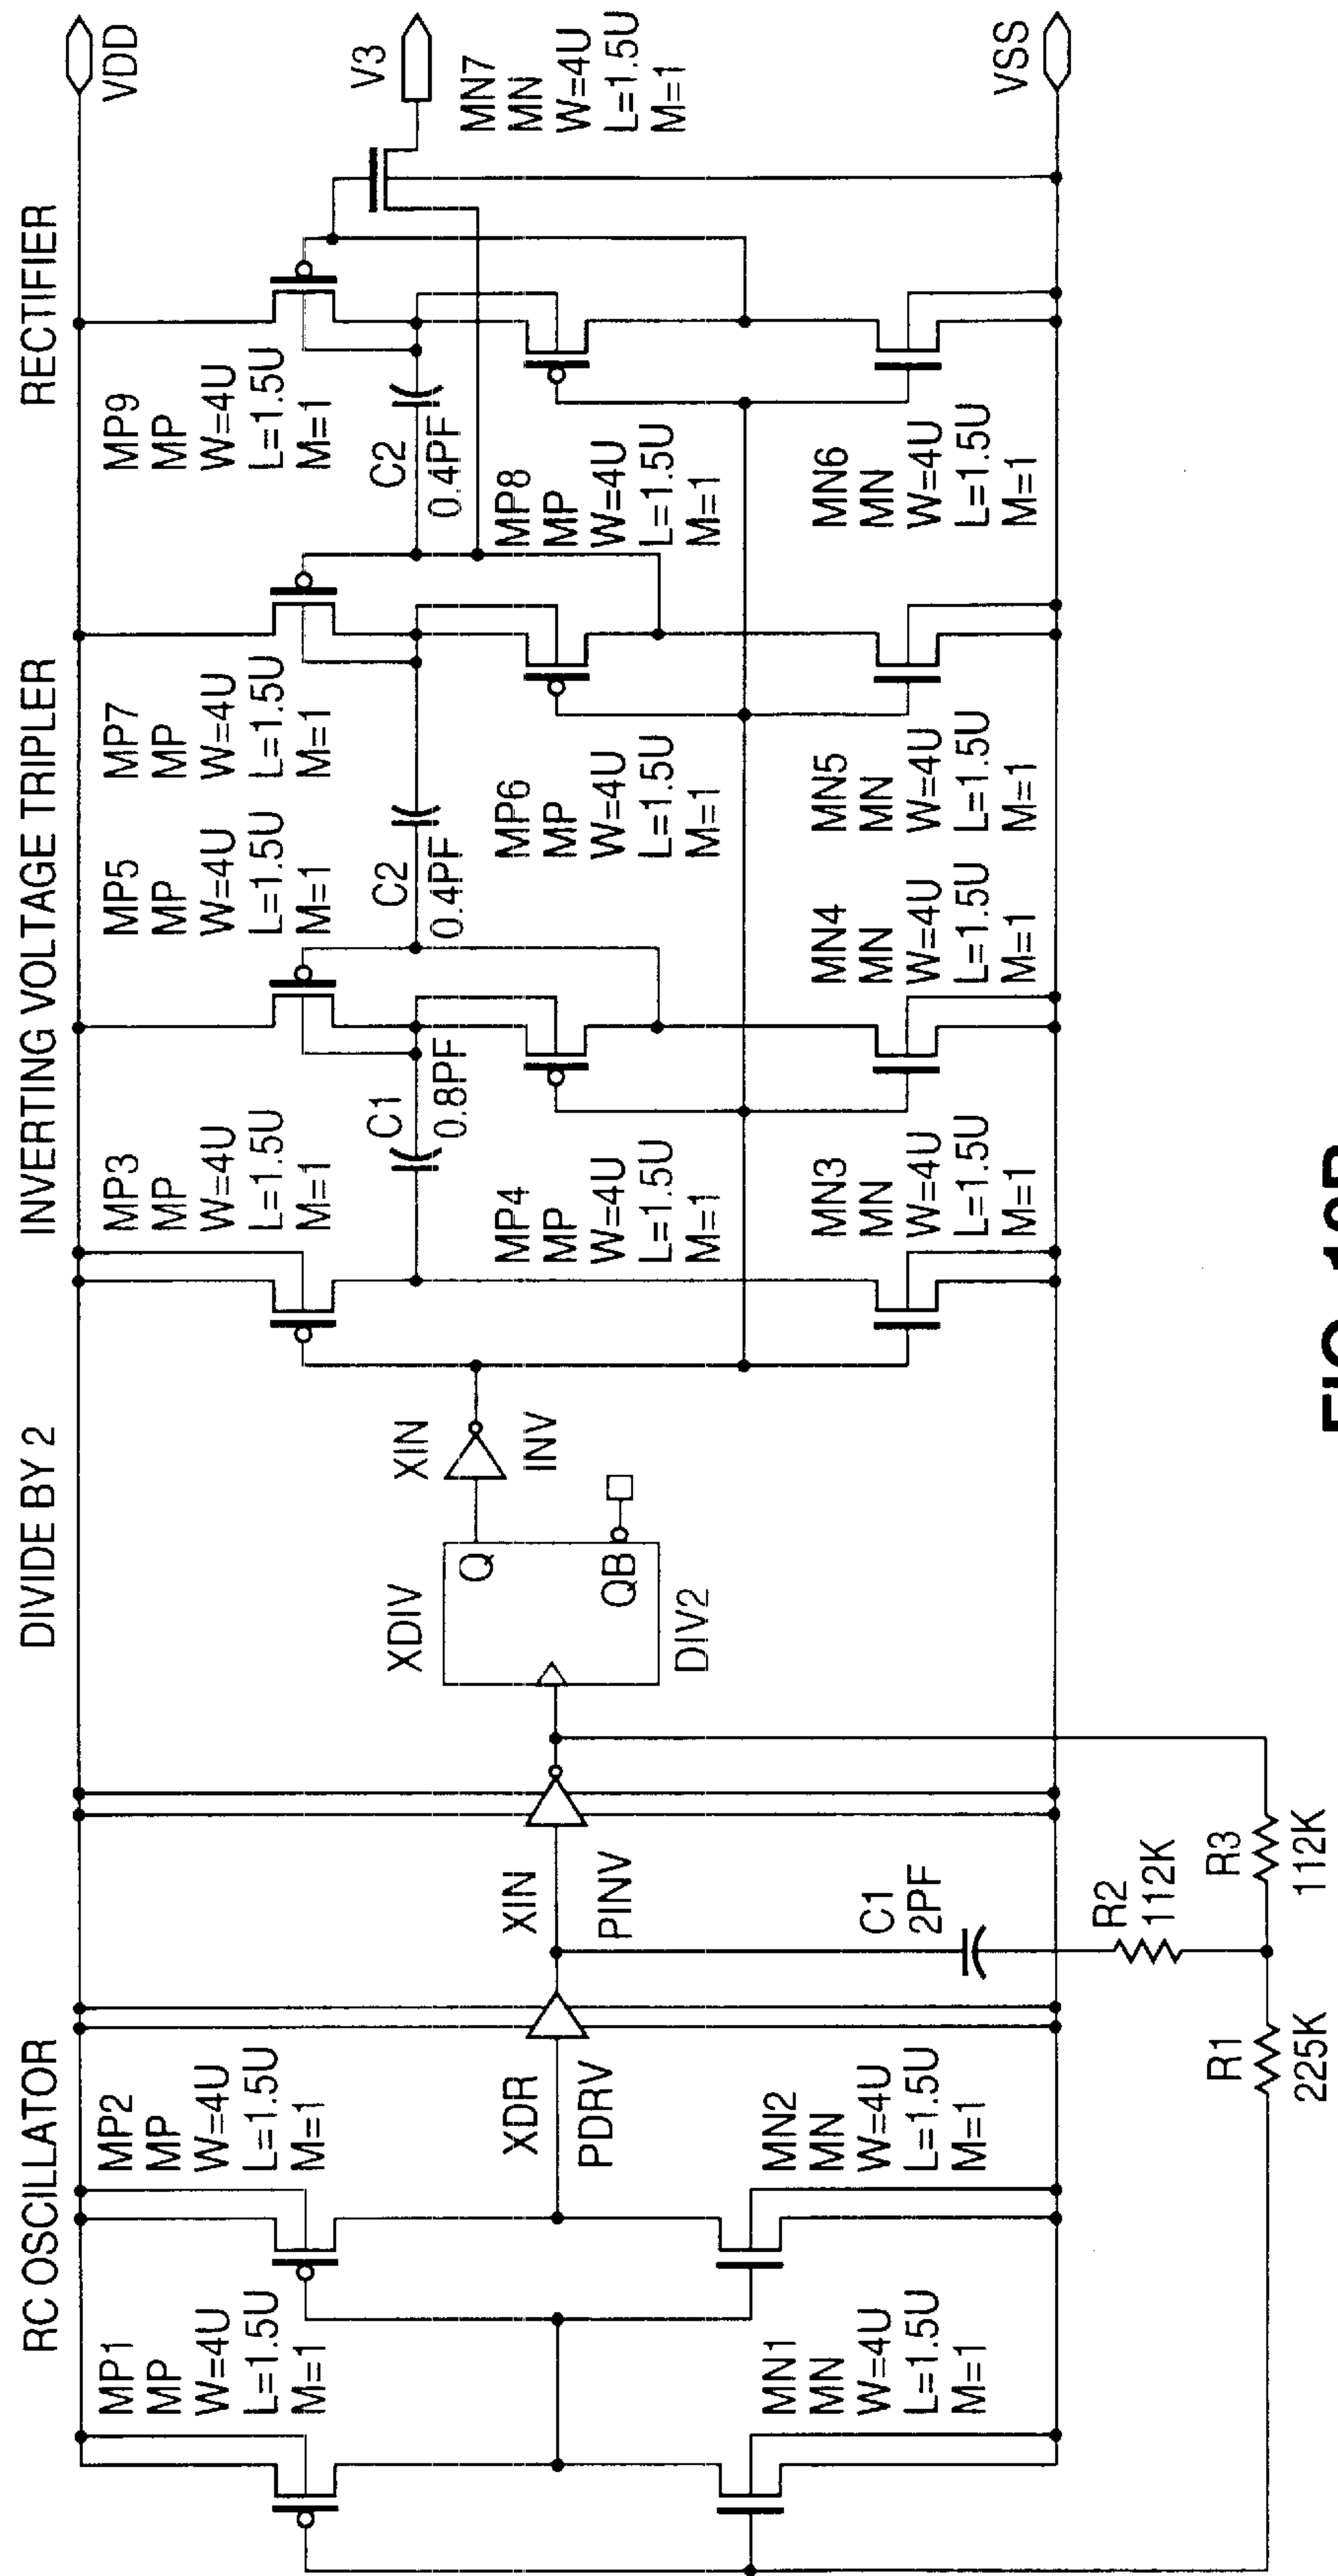 RC OSCILLATOR
DIVIDE BY 2
INVERTING VOLTAGE TRIPLER
RECTIFIER
VDD
MP1
MP
W=4U
L=1.5U
M=1
MP2
MP
W=4U
L=1.5U
M=1
MP3
MP
W=4U
L=1.5U
M=1
MP5
MP
W=4U
L=1.5U
M=1
MP7
MP
W=4U
L=1.5U
M=1
MP9
MP
W=4U
L=1.5U
M=1
V3
MN7
MN
W=4U
L=1.5U
M=1
XDR
PDRV
XIN
PINV
XDIV
Q
QB
DIV2
XIN
INV
C1
0.8PF
C2
0.4PF
C2
0.4PF
MP4
MP
W=4U
L=1.5U
M=1
MP6
MP
W=4U
L=1.5U
M=1
MP8
MP
W=4U
L=1.5U
M=1
MN1
MN
W=4U
L=1.5U
M=1
MN2
MN
W=4U
L=1.5U
M=1
MN3
MN
W=4U
L=1.5U
M=1
MN4
MN
W=4U
L=1.5U
M=1
MN5
MN
W=4U
L=1.5U
M=1
MN6
MN
W=4U
L=1.5U
M=1
VSS
C1
2PF
R2
112K
R1
225K
R3
112K